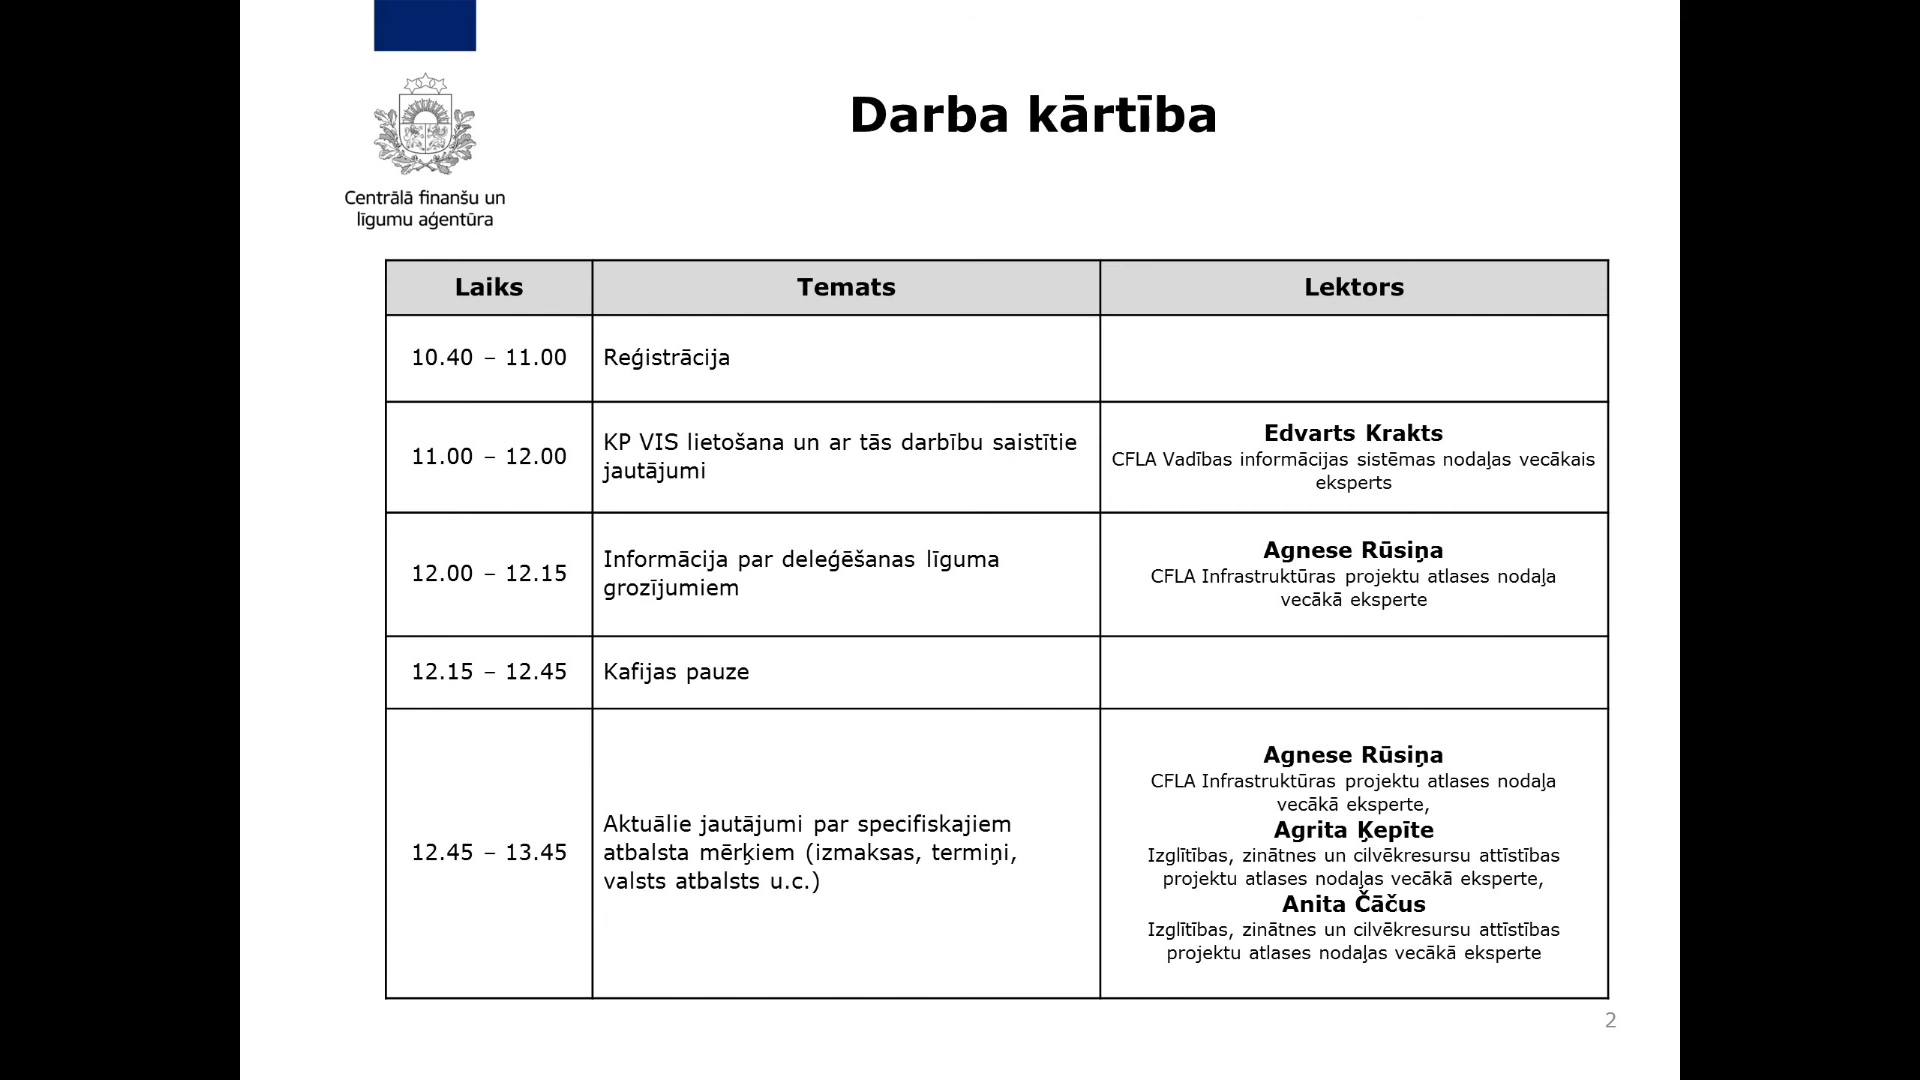 Centrālā finanšu un
līgumu aģentūra
Darba kārtība
Laiks Temats Lektors
10.40 – 11.00 Reģistrācija
11.00 – 12.00
KP VIS lietošana un ar tās darbību saistītie
jautājumi
Edvarts Krakts
CFLA Vadības informācijas sistēmas nodaļas vecākais
eksperts
12.00 – 12.15
Informācija par deleģēšanas līguma
grozījumiem
Agnese Rūsiņa
CFLA Infrastruktūras projektu atlases nodaļa
vecākā eksperte
12.15 – 12.45 Kafijas pauze
12.45 – 13.45
Aktuālie jautājumi par specifiskajiem
atbalsta mērķiem (izmaksas, termiņi,
valsts atbalsts u.c.)
Agnese Rūsiņa
CFLA Infrastruktūras projektu atlases nodaļa
vecākā eksperte,
Agrita Ķepīte
Izglītības, zinātnes un cilvēkresursu attīstības
projektu atlases nodaļas vecākā eksperte,
Anita Čāčus
Izglītības, zinātnes un cilvēkresursu attīstības
projektu atlases nodaļas vecākā eksperte
2